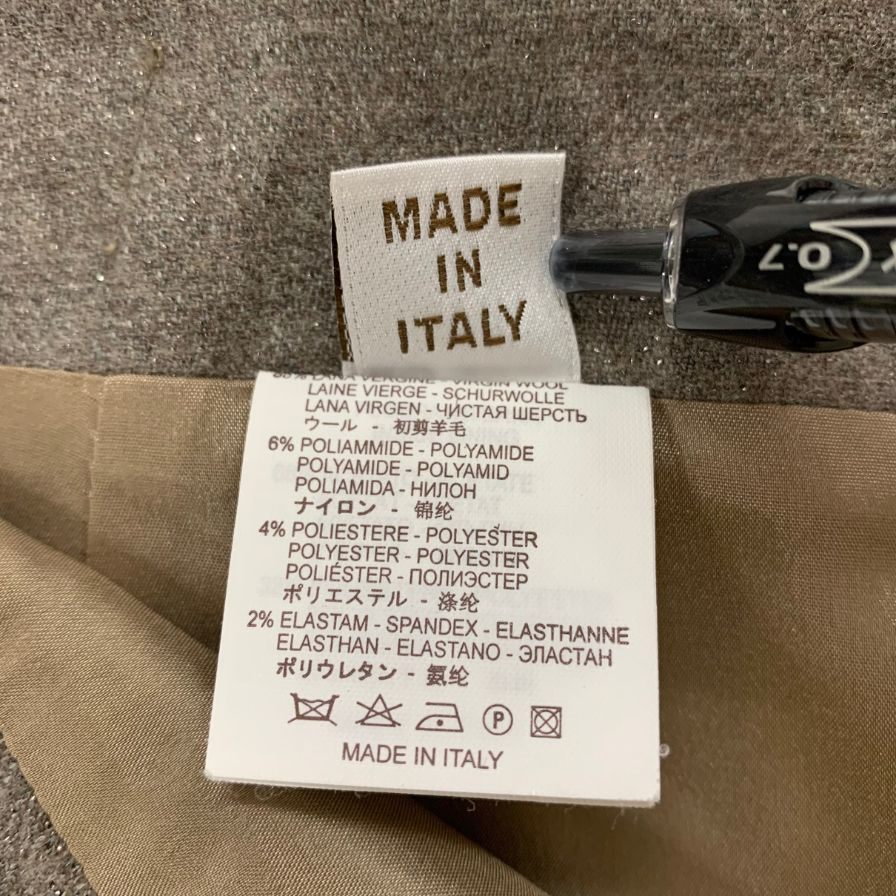 MADE
IN
ITALY
0.7
LANA VERGINE - VIRGIN WOOL
LAINE VIERGE - SCHURWOLLE
LANA VIRGEN - ЧИСТАЯ ШЕРСТЬ
ウール - 初剪羊毛
6% POLIAMMIDE - POLYAMIDE
POLYAMIDE - POLYAMID
POLIAMIDA - НИЛОН
ナイロン - 锦纶
4% POLIESTERE - POLYESTER
POLYESTER - POLYESTER
POLIÉSTER - ПОЛИЭСТЕР
ポリエステル - 涤纶
2% ELASTAM - SPANDEX - ELASTHANNE
ELASTHAN - ELASTANO - ЭЛАСТАН
ポリウレタン - 氨纶
P
MADE IN ITALY